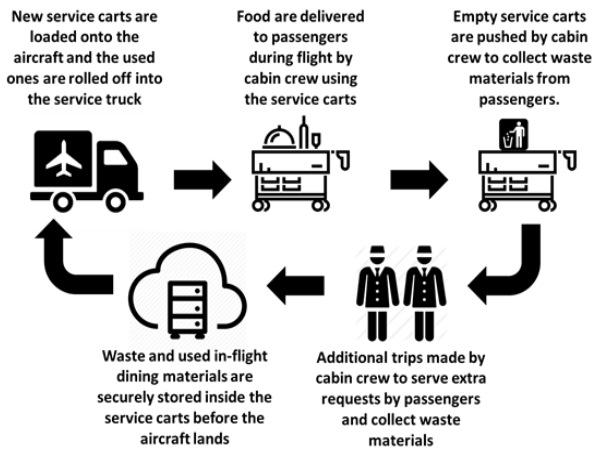 New service carts are
loaded onto the
aircraft and the used
ones are rolled off into
the service truck
Food are delivered
to passengers
during flight by
cabin crew using
the service carts
Empty service carts
are pushed by cabin
crew to collect waste
materials from
passengers.
Additional trips made by
cabin crew to serve extra
requests by passengers
and collect waste
materials
Waste and used in-flight
dining materials are
securely stored inside the
service carts before the
aircraft lands